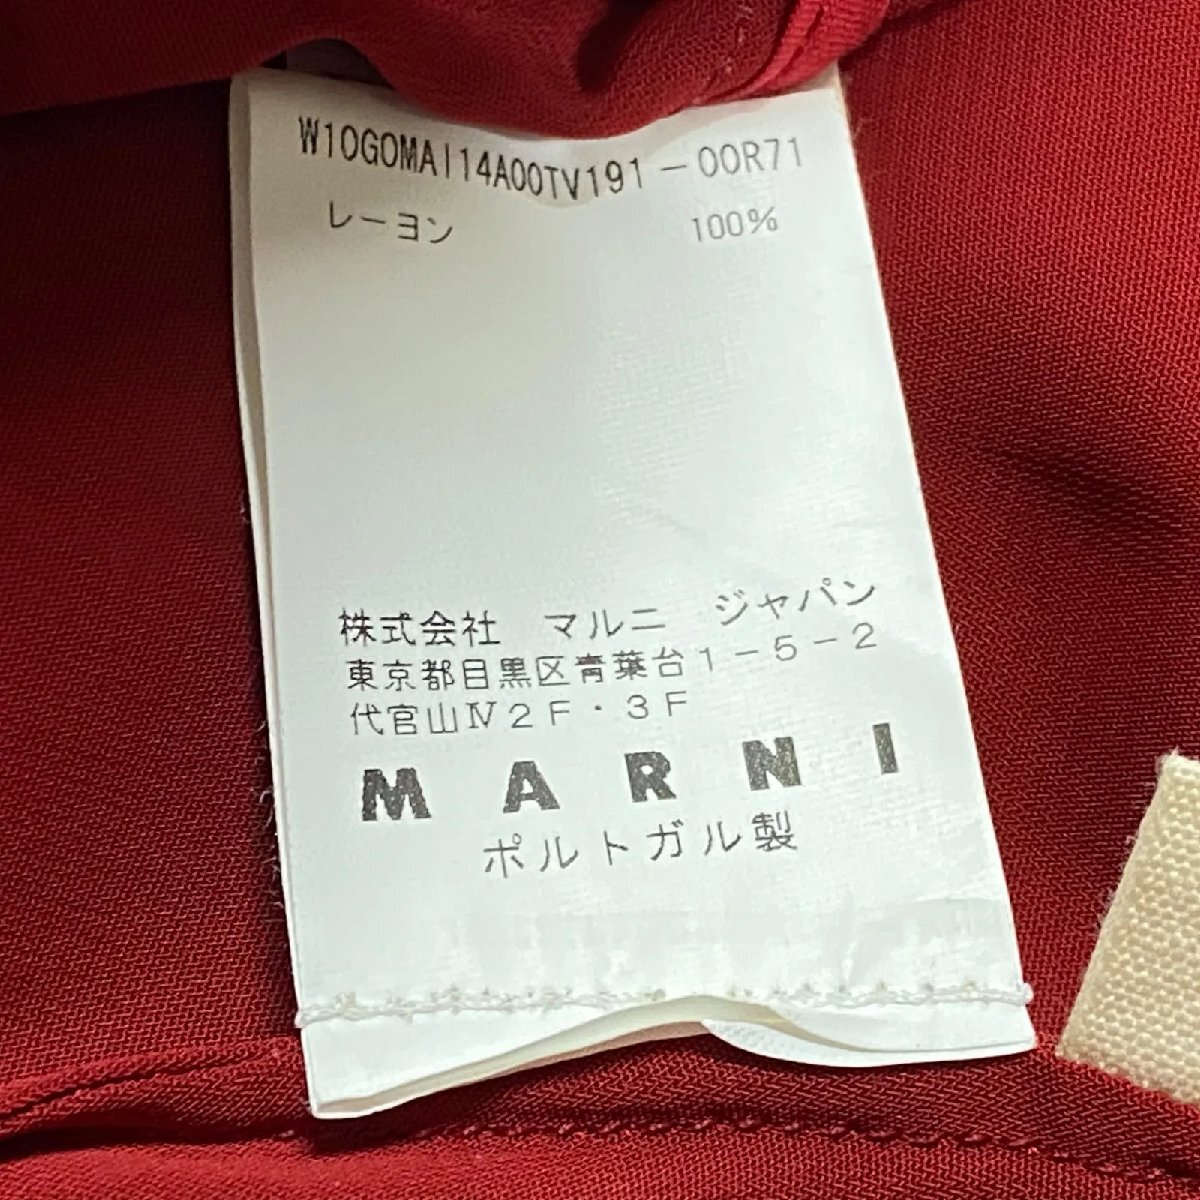 W10GOMAI14A00TV191-00R71
レーヨン 100%
株式会社 マルニ ジャパン
東京都目黒区青葉台1-5-2
代官山Ⅳ2F・3F
MARNI
ポルトガル製